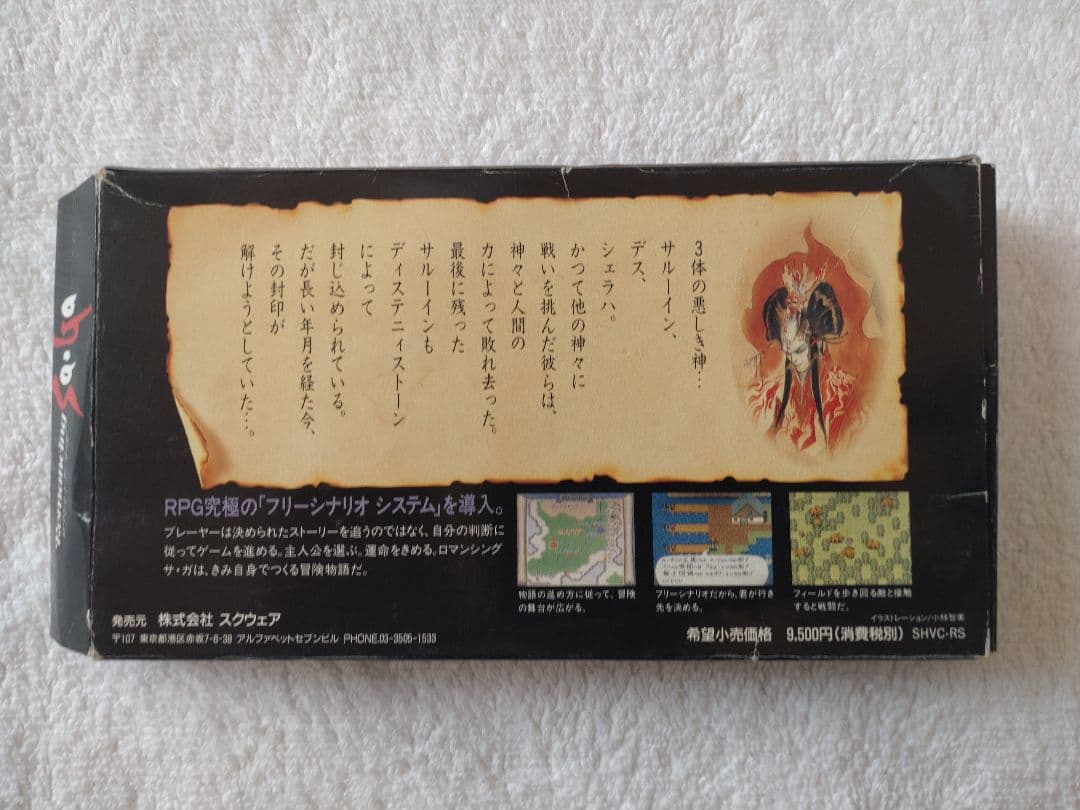 3体の悪しき神…
サルーイン、
デス、
シェラハ。
かつて他の神々に
戦いを挑んだ彼らは、
神々と人間の
力によって敗れ去った。
最後に残った
サルーインも
ディステニィストーン
によって
封じ込められている。
だが長い年月を経た今、
その封印が
解けようとしていた…。
RPG究極の「フリーシナリオ システム」を導入。
プレーヤーは決められたストーリーを追うのではなく、自分の判断に
従ってゲームを進める。主人公を選ぶ。運命をきめる。ロマンシング
サ・ガは、きみ自身でつくる冒険物語だ。
物語の進め方に従って、冒険
の舞台が広がる。
フリーシナリオだから、君が行き
先を決める。
フィールドを歩き回る敵と接触
すると戦闘だ。
イラストレーション/小林智美
発売元 株式会社 スクウェア
〒107 東京都港区赤坂7-6-38 アルファベットセブンビル PHONE.03-3505-1533
希望小売価格 9,500円(消費税別) SHVC-RS
Sa・ga